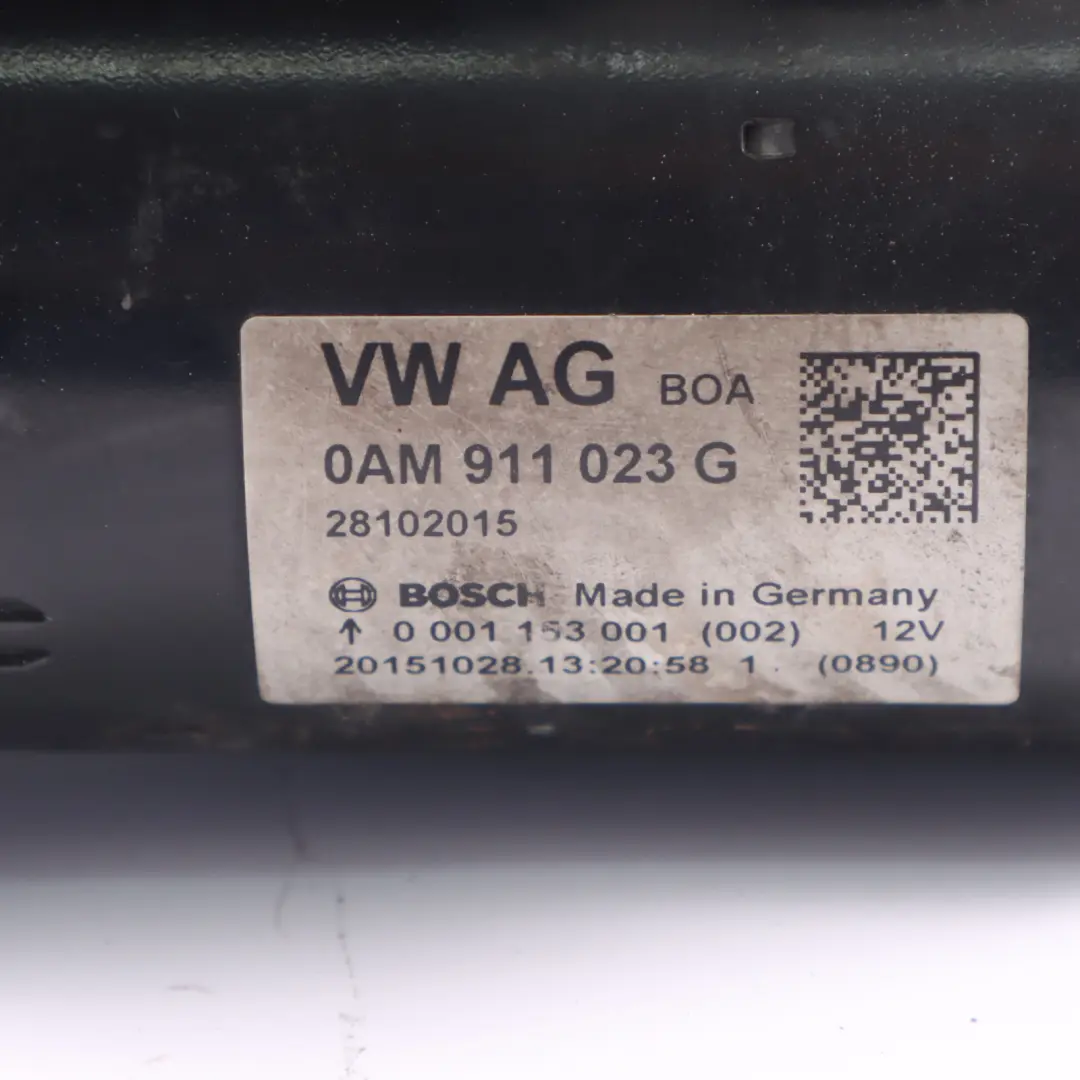 VW AG BOA
0AM 911 023 G
28102015
BOSCH Made in Germany
↑ 0 001 153 001 (002) 12V
20151028.13:20:58 1. (0890)